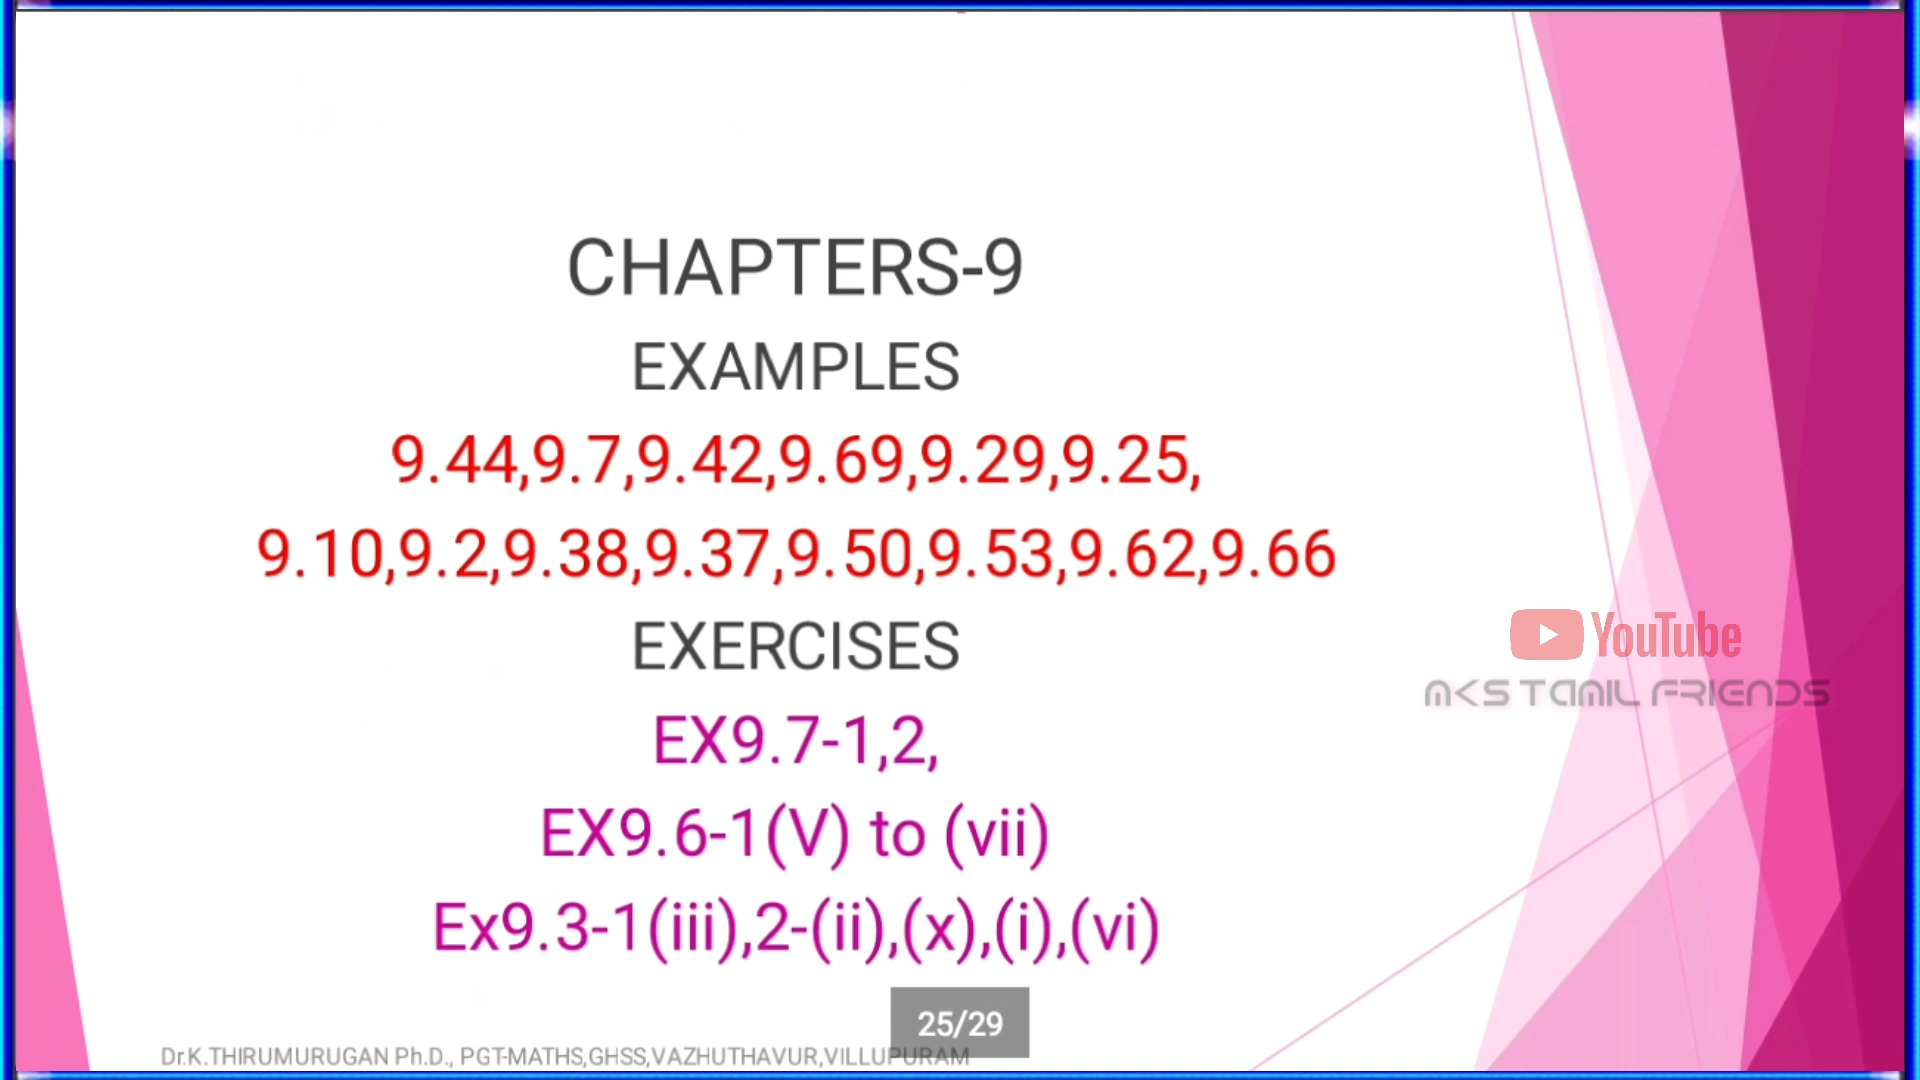 CHAPTERS-9
EXAMPLES
9.44,9.7,9.42,9.69,9.29,9.25,
9.10,9.2,9.38,9.37,9.50,9.53,9.62,9.66
EXERCISES
EX9.7-1,2,
EX9.6-1(V) to (vii)
Ex9.3-1(iii),2-(ii),(x),(i),(vi)
YouTube
MKS TAMIL FRIENDS
25/29
Dr.K.THIRUMURUGAN Ph.D., PGT-MATHS,GHSS,VAZHUTHAVUR,VILLUPURAM